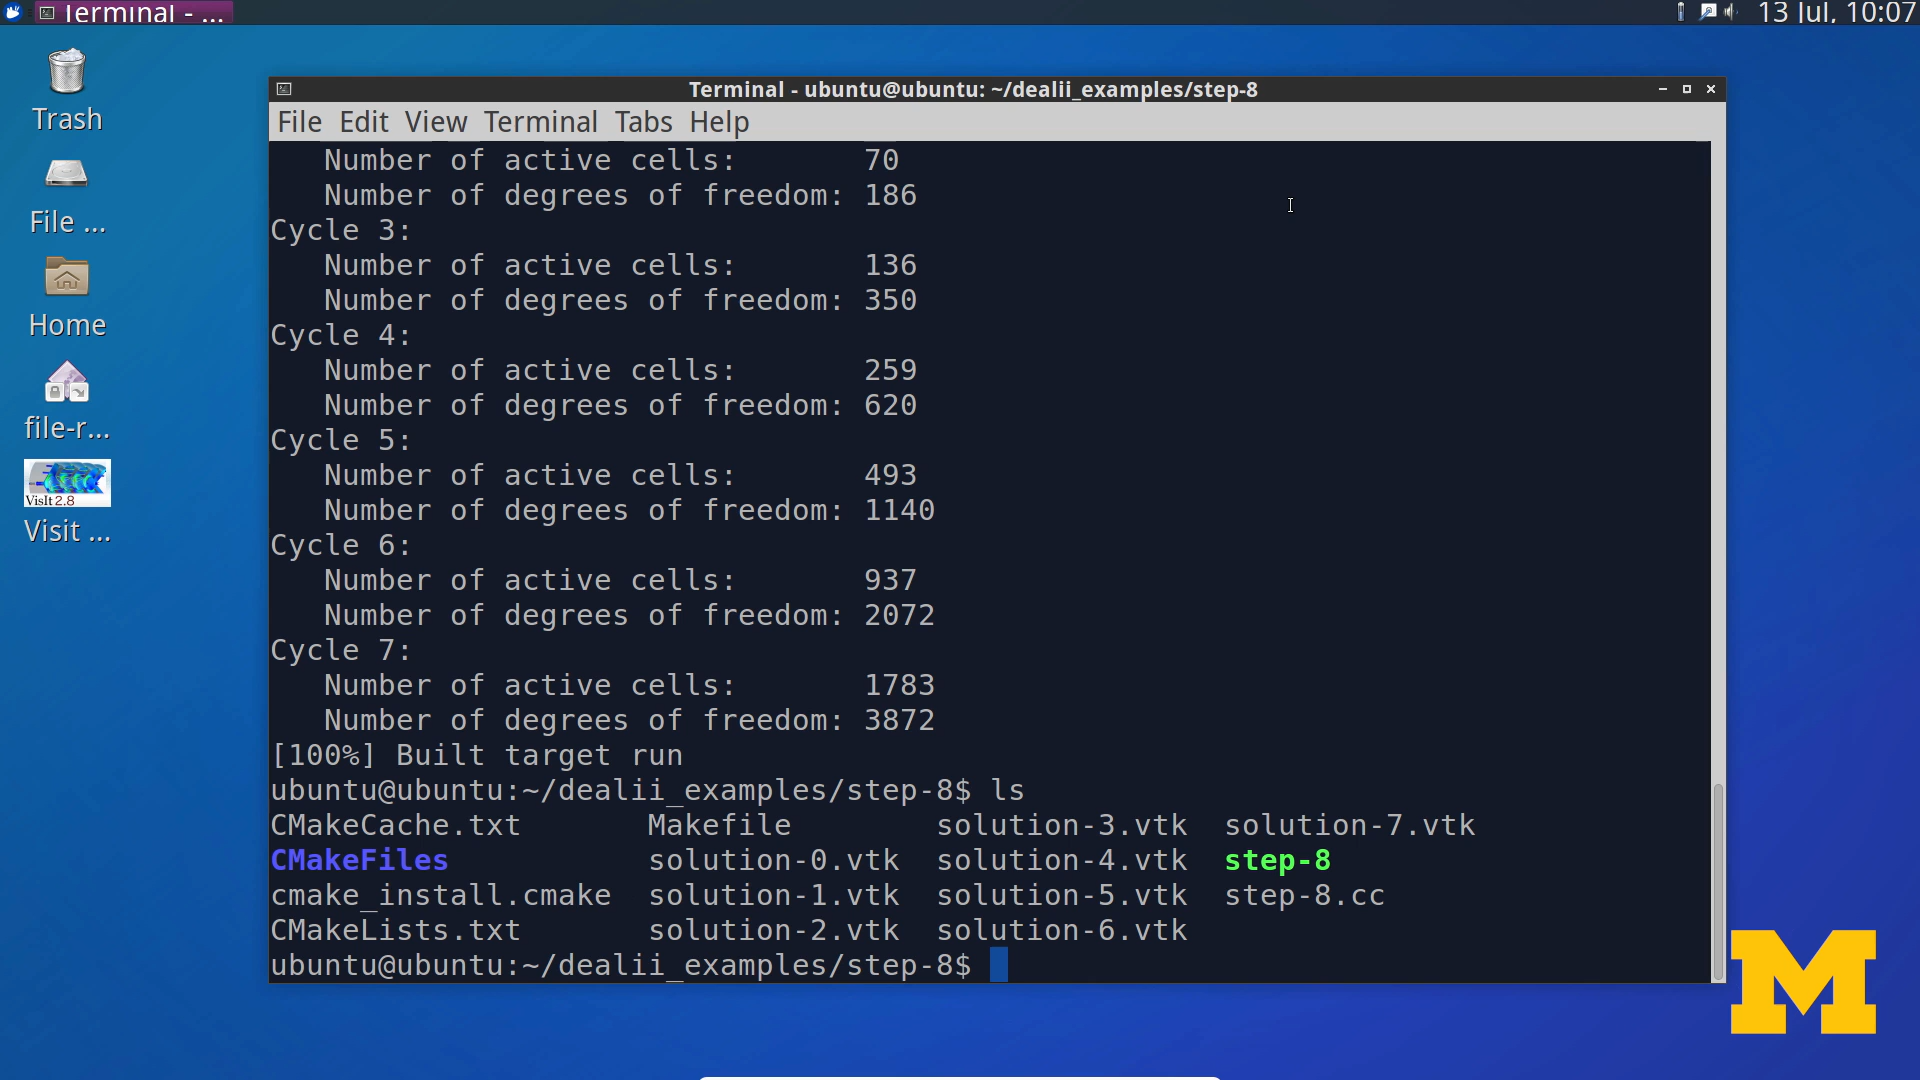 Terminal - ...
13 Jul, 10:07
Trash
File ...
Home
file-r...
VisIt 2.8
Visit ...
Terminal - ubuntu@ubuntu: ~/dealii_examples/step-8
File Edit View Terminal Tabs Help
Number of active cells: 70
Number of degrees of freedom: 186
Cycle 3:
Number of active cells: 136
Number of degrees of freedom: 350
Cycle 4:
Number of active cells: 259
Number of degrees of freedom: 620
Cycle 5:
Number of active cells: 493
Number of degrees of freedom: 1140
Cycle 6:
Number of active cells: 937
Number of degrees of freedom: 2072
Cycle 7:
Number of active cells: 1783
Number of degrees of freedom: 3872
[100%] Built target run
ubuntu@ubuntu:~/dealii_examples/step-8$ ls
CMakeCache.txt Makefile solution-3.vtk solution-7.vtk
CMakeFiles solution-0.vtk solution-4.vtk step-8
cmake_install.cmake solution-1.vtk solution-5.vtk step-8.cc
CMakeLists.txt solution-2.vtk solution-6.vtk
ubuntu@ubuntu:~/dealii_examples/step-8$
M